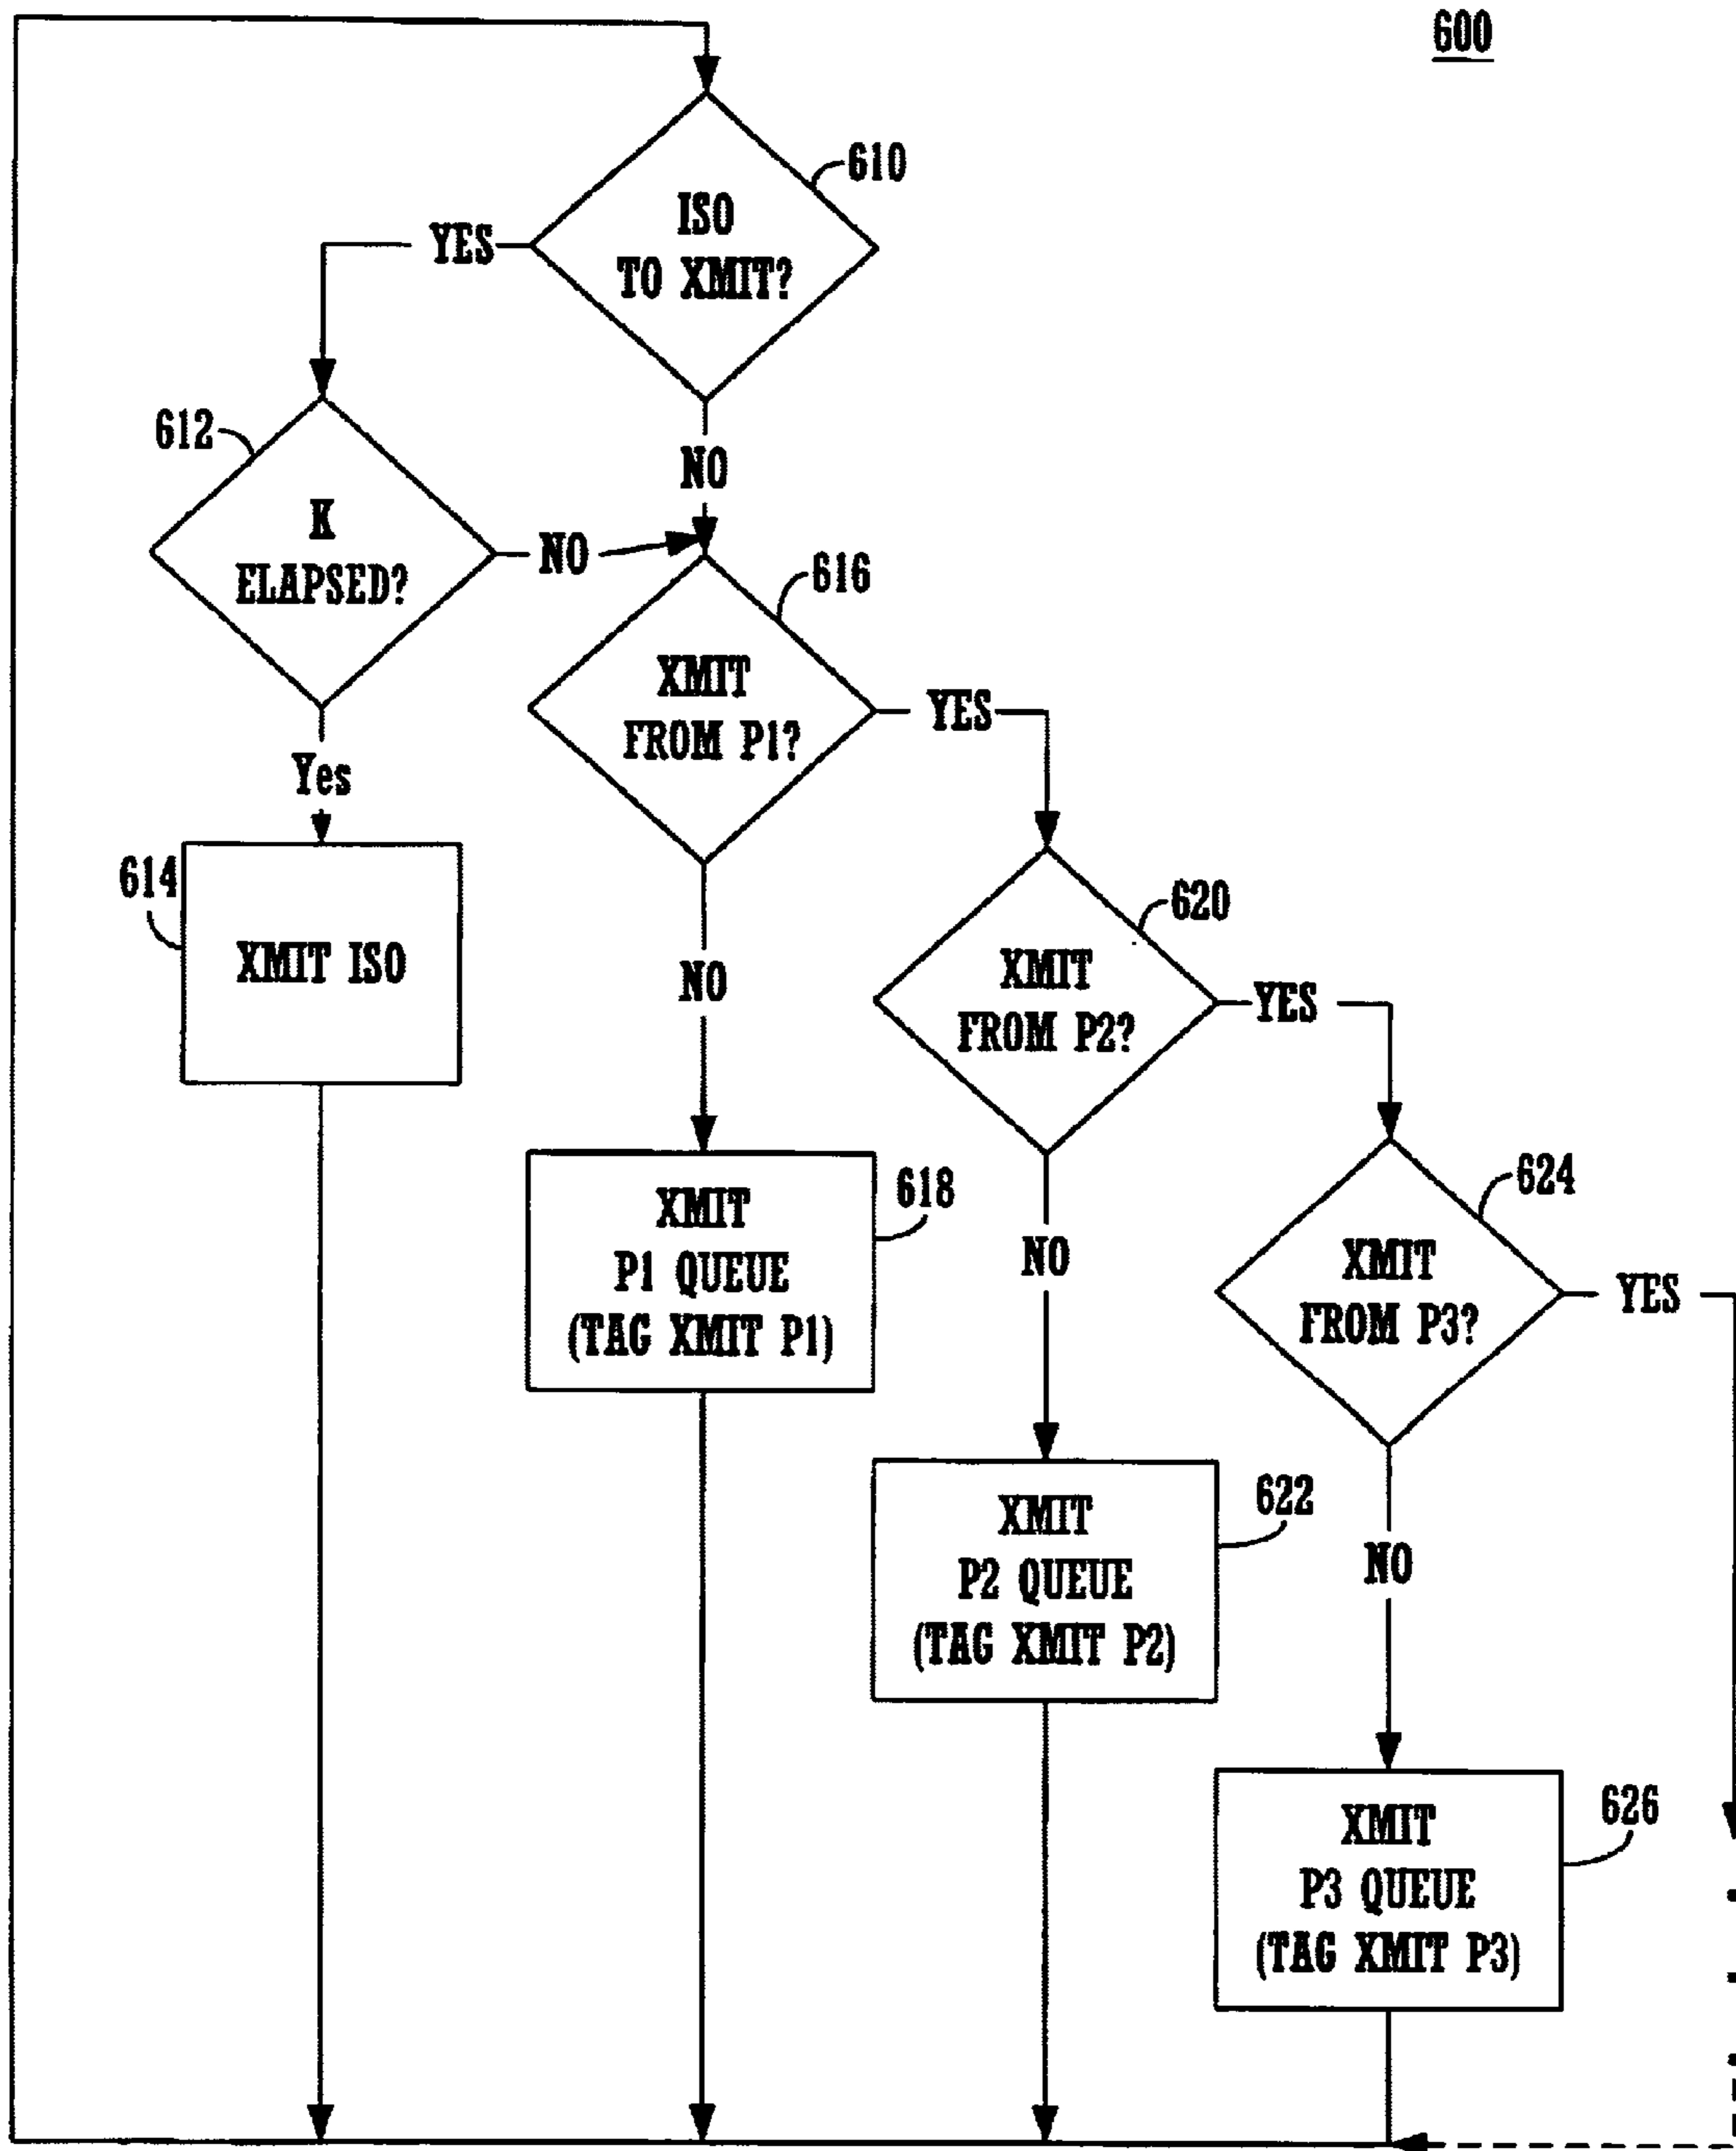 600
610
ISO
TO XMIT?
YES
612
NO
K
ELAPSED?
NO
616
XMIT
FROM P1?
YES
Yes
614
XMIT ISO
620
NO
XMIT
FROM P2?
YES
618
XMIT
P1 QUEUE
(TAG XMIT P1)
624
NO
XMIT
FROM P3?
YES
622
XMIT
P2 QUEUE
(TAG XMIT P2)
NO
626
XMIT
P3 QUEUE
(TAG XMIT P3)